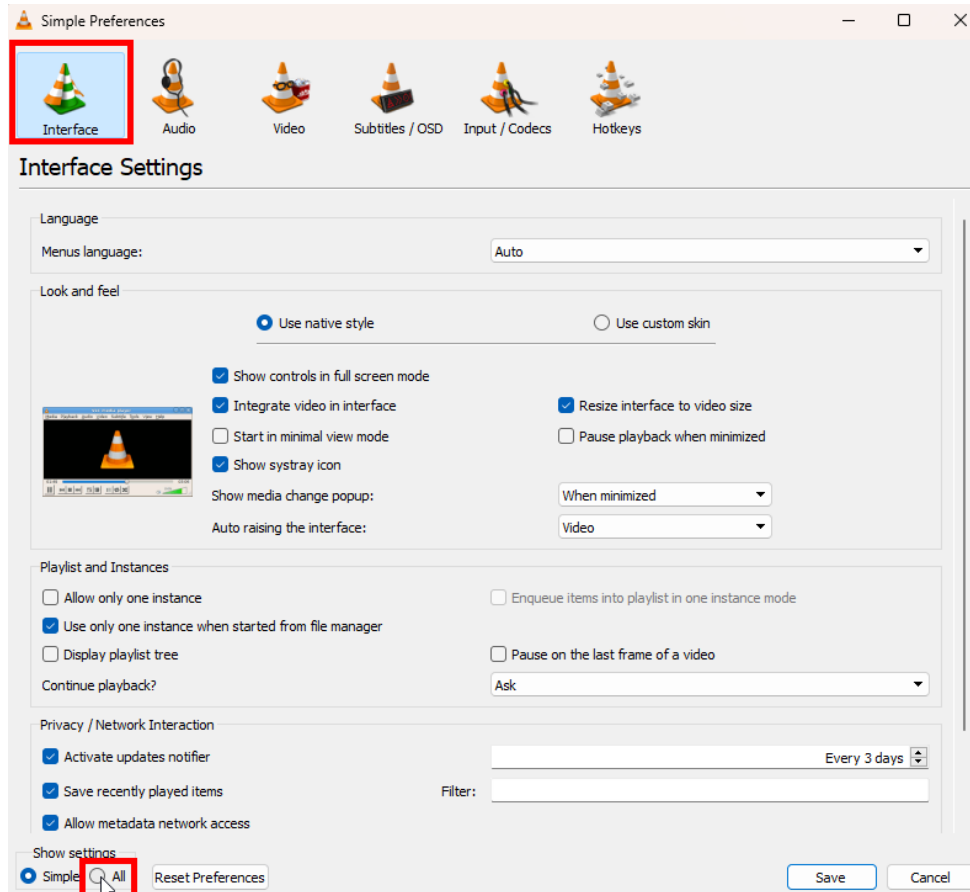 Simple Preferences
Interface Audio Video Subtitles / OSD Input / Codecs Hotkeys
Interface Settings
Language
Menus language: Auto
Look and feel
Use native style Use custom skin
Show controls in full screen mode
Integrate video in interface Resize interface to video size
Start in minimal view mode Pause playback when minimized
Show systray icon
Show media change popup: When minimized
Auto raising the interface: Video
Playlist and Instances
Allow only one instance Enqueue items into playlist in one instance mode
Use only one instance when started from file manager
Display playlist tree Pause on the last frame of a video
Continue playback? Ask
Privacy / Network Interaction
Activate updates notifier Every 3 days
Save recently played items Filter:
Allow metadata network access
Show settings
Simple All Reset Preferences Save Cancel